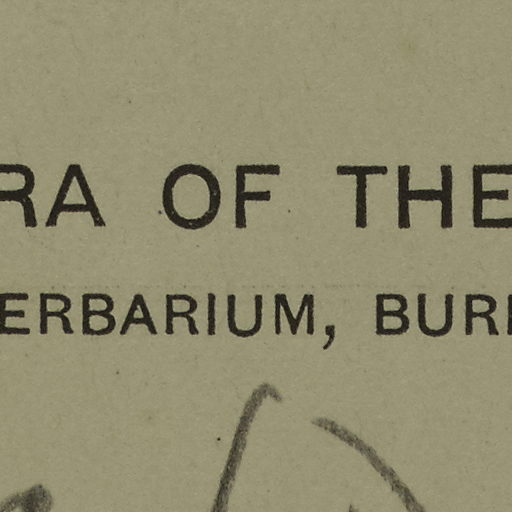 RA OF THE
ERBARIUM, BUR